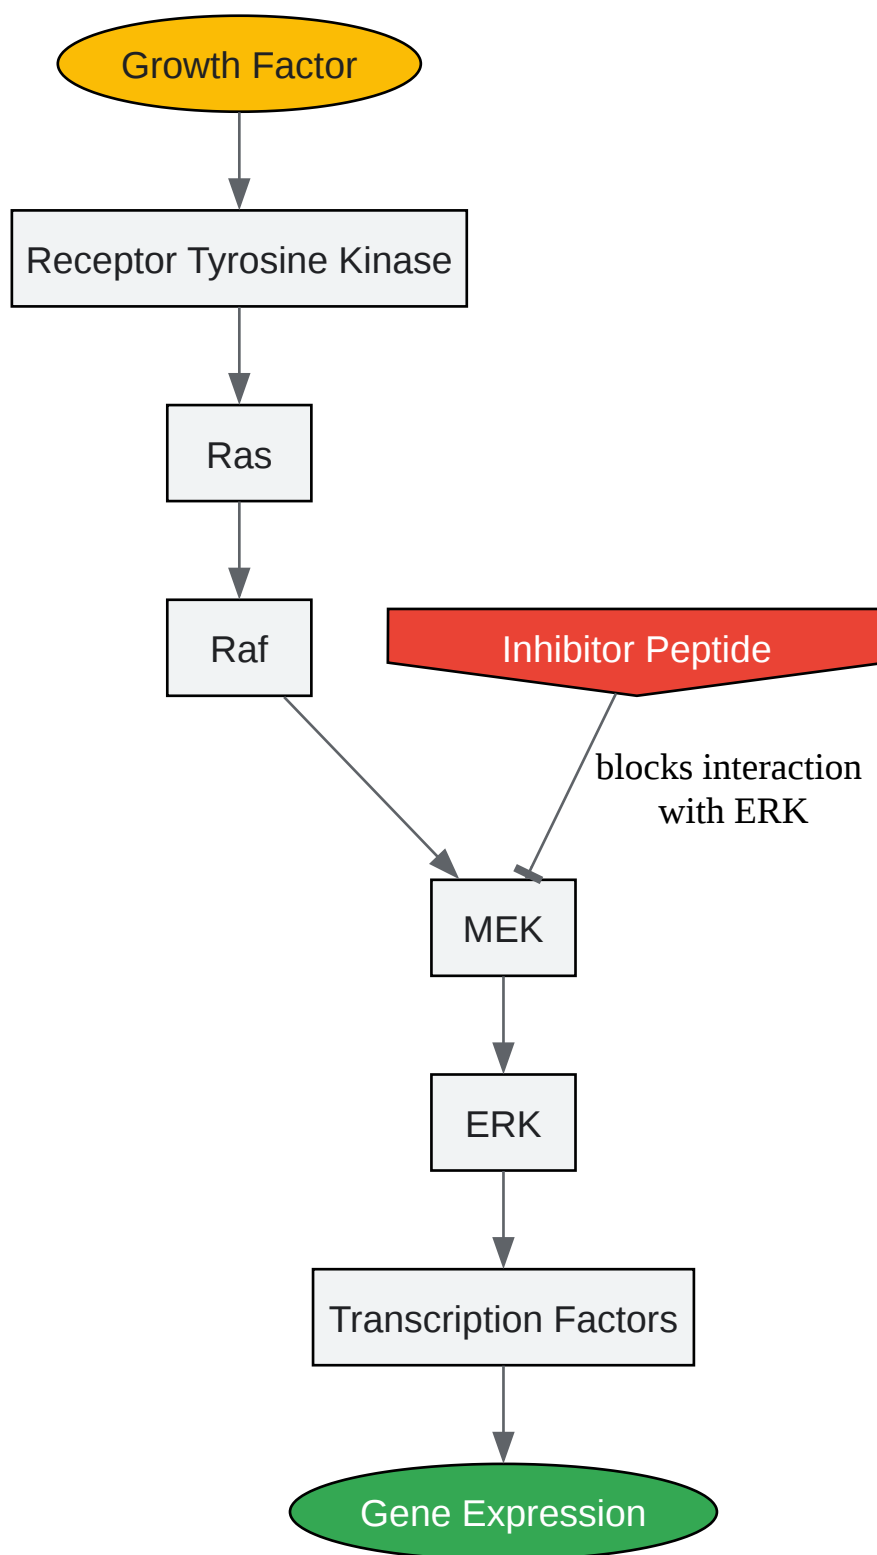 Growth Factor
Receptor Tyrosine Kinase
Ras
Raf
Inhibitor Peptide
blocks interaction
with ERK
MEK
ERK
Transcription Factors
Gene Expression